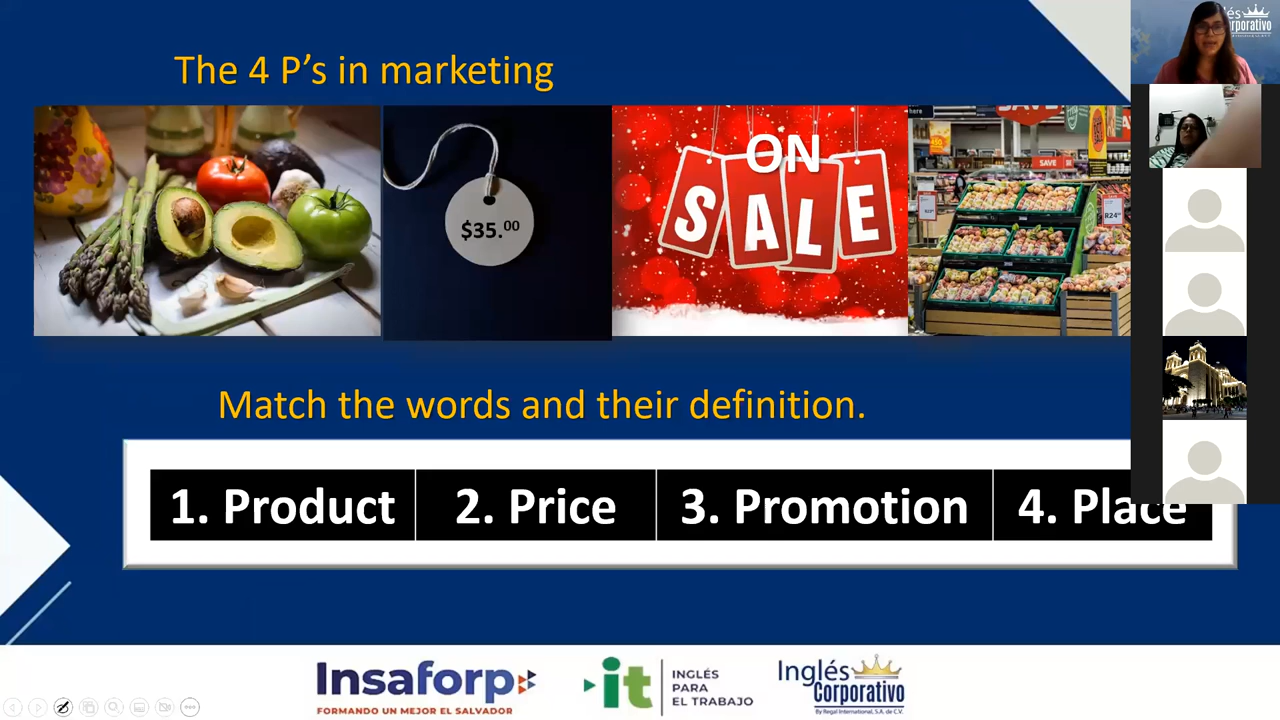 The 4 P's in marketing
$35.00
ON
SALE
SAVE
SAVE
R24
Match the words and their definition.
1. Product
2. Price
3. Promotion
4. Place
Insaforp
FORMANDO UN MEJOR EL SALVADOR
it
INGLÉS
PARA
EL TRABAJO
Inglés
Corporativo
By Regal International, S.A. de C.V.